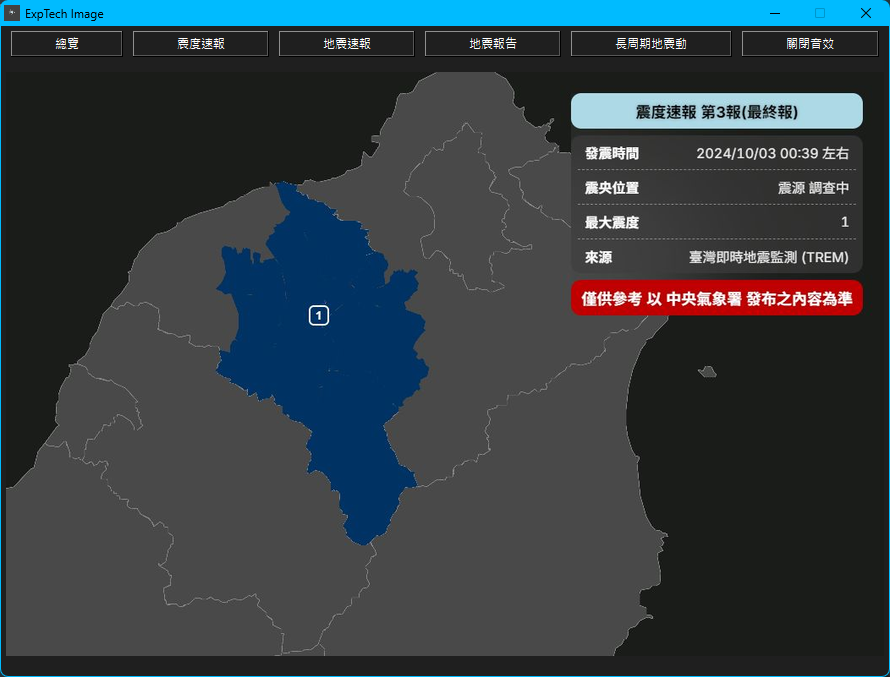 ExpTech Image
總覽 震度速報 地震速報 地震報告 長周期地震動 關閉音效
震度速報 第3報(最終報)
發震時間 2024/10/03 00:39 左右
震央位置 震源 調查中
最大震度 1
來源 臺灣即時地震監測 (TREM)
僅供參考 以 中央氣象署 發布之內容為準
1